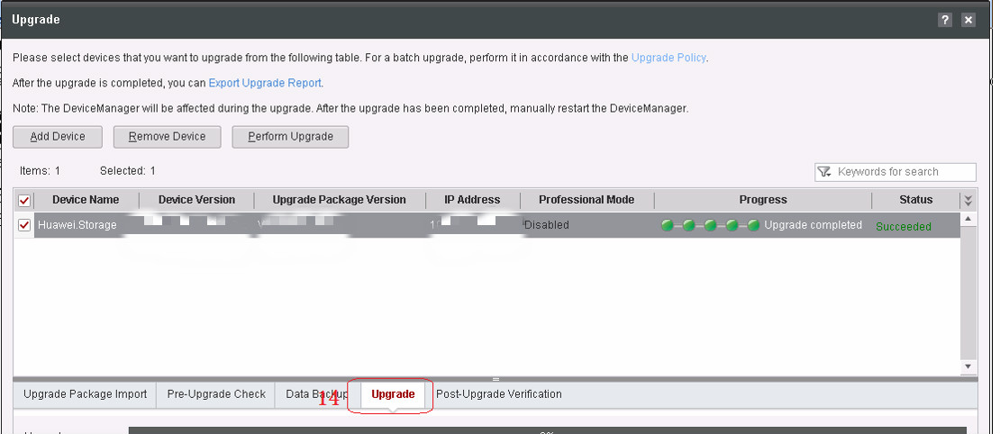 Upgrade
Please select devices that you want to upgrade from the following table. For a batch upgrade, perform it in accordance with the Upgrade Policy.
After the upgrade is completed, you can Export Upgrade Report.
Note: The DeviceManager will be affected during the upgrade. After the upgrade has been completed, manually restart the DeviceManager.
Add Device Remove Device Perform Upgrade
Items: 1 Selected: 1 Keywords for search
Device Name Device Version Upgrade Package Version IP Address Professional Mode Progress Status
Huawei.Storage Disabled Upgrade completed Succeeded
Upgrade Package Import Pre-Upgrade Check Data Backup 14 Upgrade Post-Upgrade Verification